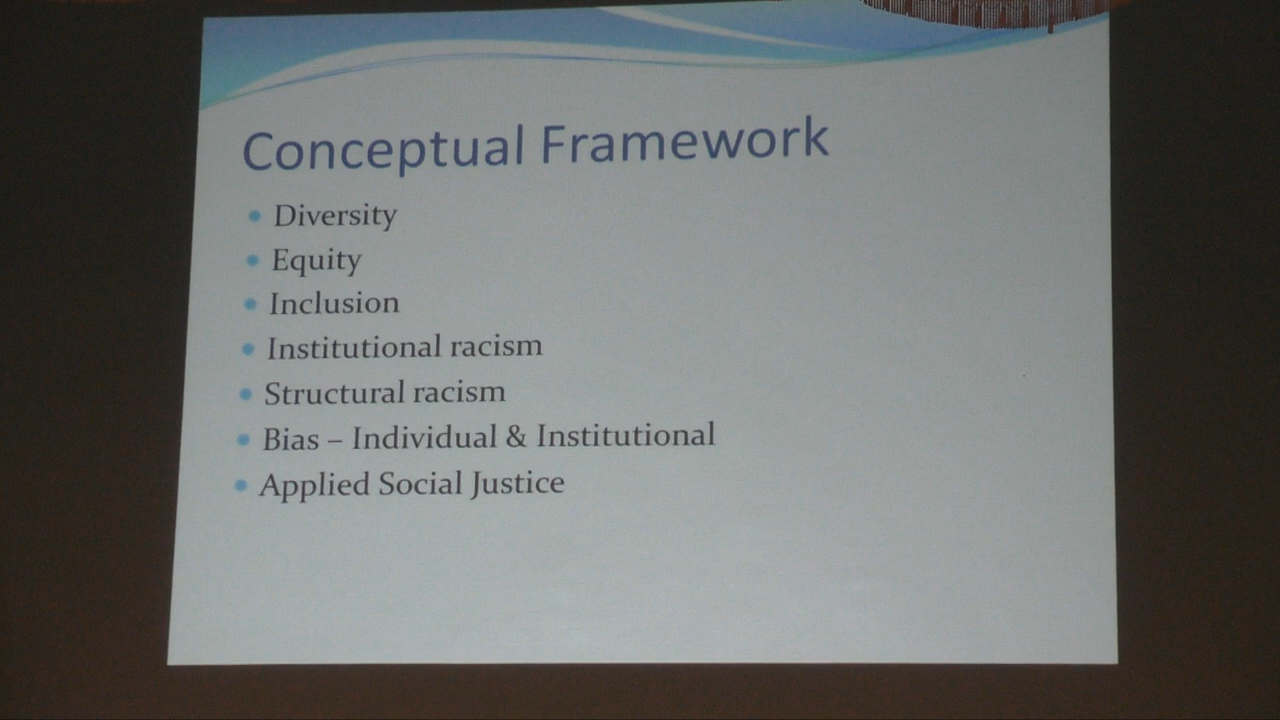 Conceptual Framework
Diversity
Equity
Inclusion
Institutional racism
Structural racism
Bias – Individual & Institutional
Applied Social Justice